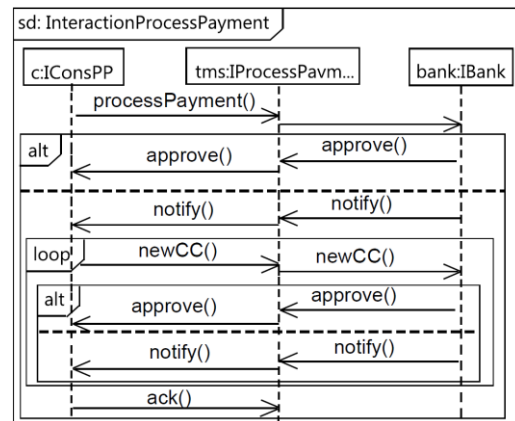 sd: InteractionProcessPayment
c:IConsPP tms:IProcessPavm... bank:IBank
processPayment()
alt
approve() approve()
notify() notify()
loop newCC() newCC()
alt
approve() approve()
notify() notify()
ack()